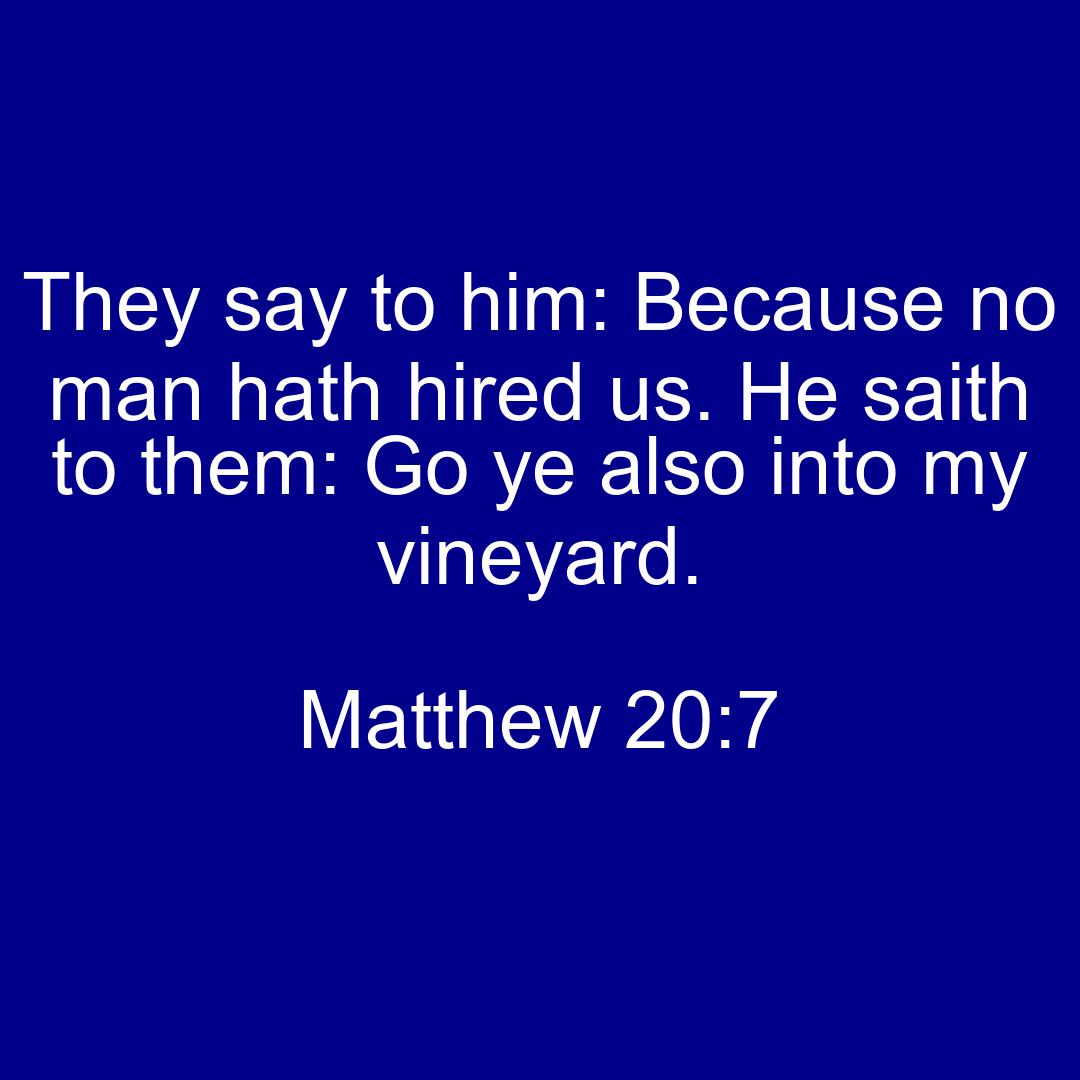 They say to him: Because no
man hath hired us. He saith
to them: Go ye also into my
vineyard.
Matthew 20:7